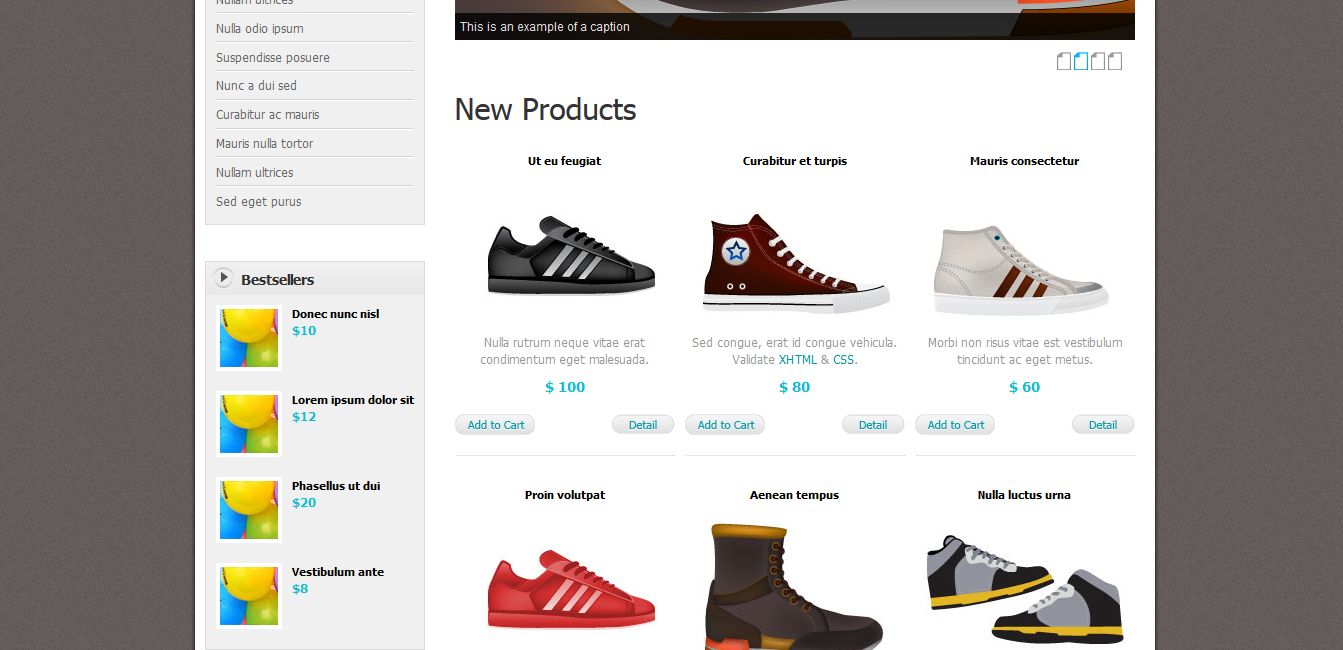 Nullam ultrices
Nulla odio ipsum
Suspendisse posuere
Nunc a dui sed
Curabitur ac mauris
Mauris nulla tortor
Nullam ultrices
Sed eget purus
Bestsellers
Donec nunc nisl
$10
Lorem ipsum dolor sit
$12
Phasellus ut dui
$20
Vestibulum ante
$8
This is an example of a caption
New Products
Ut eu feugiat
Nulla rutrum neque vitae erat
condimentum eget malesuada.
$ 100
Add to Cart
Detail
Curabitur et turpis
Sed congue, erat id congue vehicula.
Validate XHTML & CSS.
$ 80
Add to Cart
Detail
Mauris consectetur
Morbi non risus vitae est vestibulum
tincidunt ac eget metus.
$ 60
Add to Cart
Detail
Proin volutpat
Aenean tempus
Nulla luctus urna